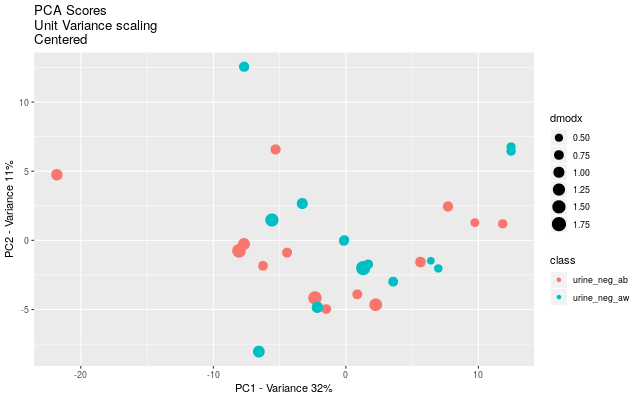 PCA Scores
Unit Variance scaling
Centered
PC2 - Variance 11%
10
5
0
-5
-20
-10
0
10
PC1 - Variance 32%
dmodx
0.50
0.75
1.00
1.25
1.50
1.75
class
urine_neg_ab
urine_neg_aw